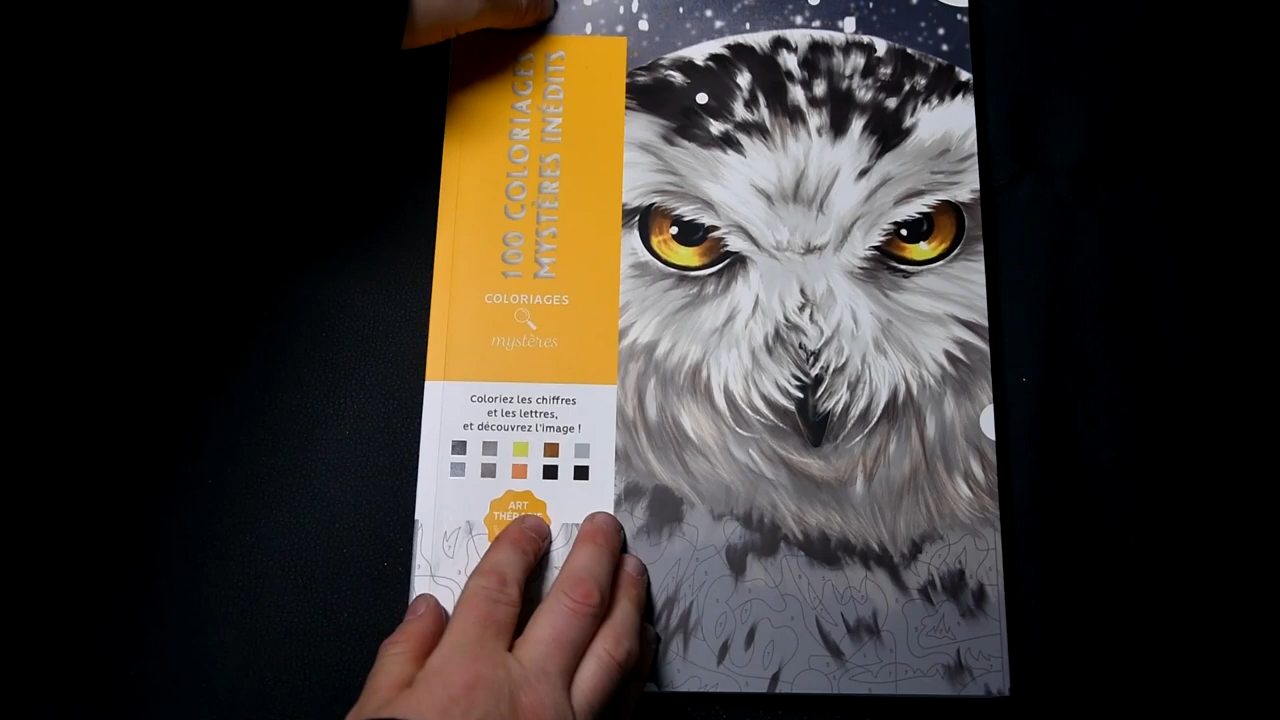 100 COLORIAGES
MYSTÈRES INÉDITS
COLORIAGES
mystères
Coloriez les chiffres
et les lettres,
et découvrez l'image !
ART